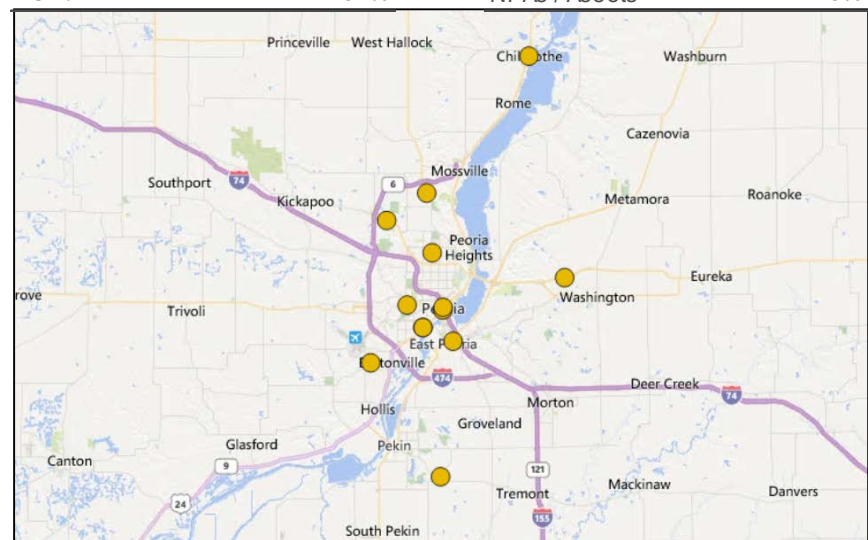 Princeville
West Hallock
Washburn
Rome
Cazenovia
Mossville
Southport
74
6
Kickapoo
Metamora
Roanoke
Peoria
Heights
Eureka
Washington
Trivoli
East
474
Deer Creek
74
Morton
Hollis
Groveland
Glasford
Pekin
Canton
9
121
Mackinaw
Tremont
Danvers
24
155
South Pekin